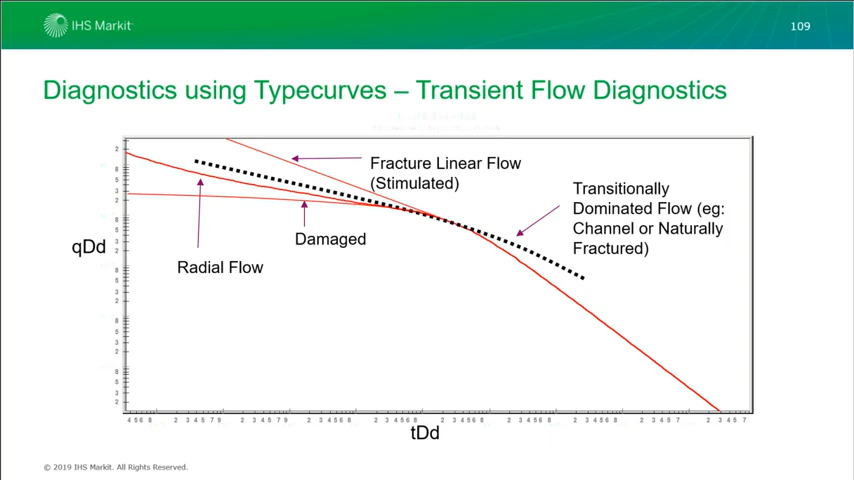 IHS Markit
109
Diagnostics using Typecurves – Transient Flow Diagnostics
Fracture Linear Flow
(Stimulated)
Transitionally
Dominated Flow (eg:
Channel or Naturally
Fractured)
Damaged
Radial Flow
qDd
tDd
© 2019 IHS Markit. All Rights Reserved.